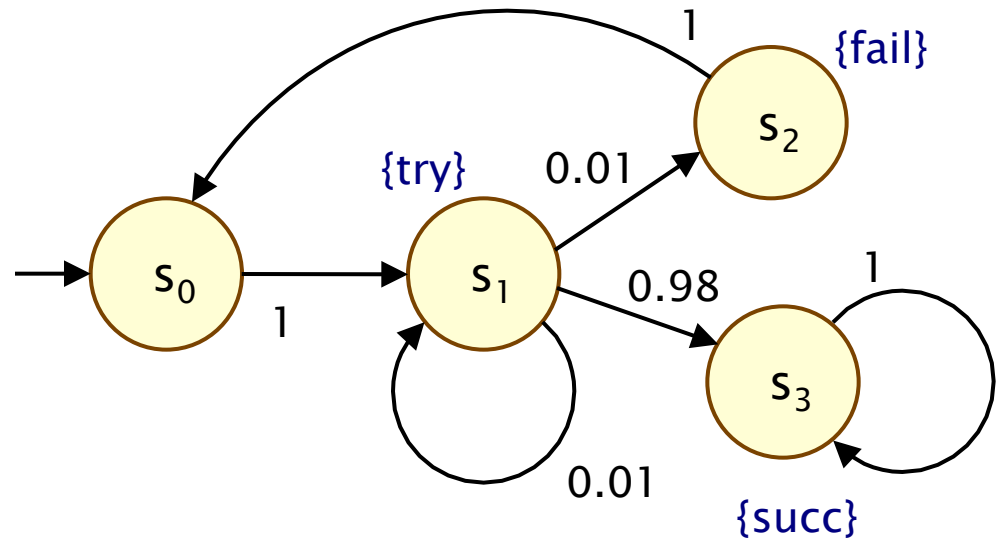 1
{fail}
s2
0.01
{try}
s0
1
s1
0.98
1
s3
0.01
{succ}